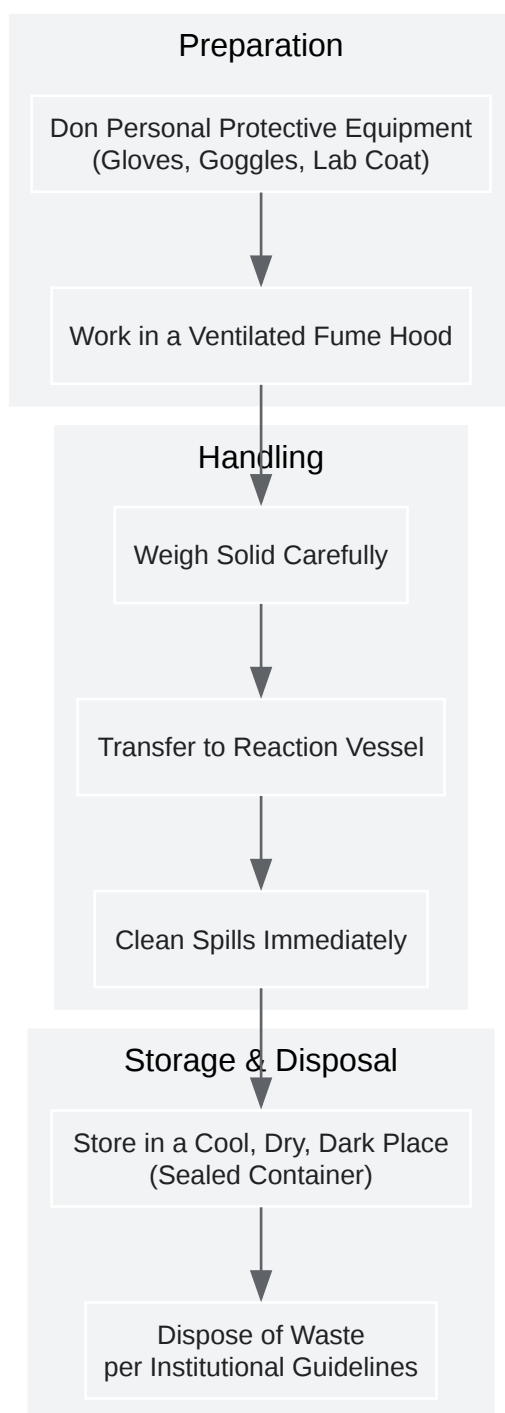 Preparation
Don Personal Protective Equipment
(Gloves, Goggles, Lab Coat)
Work in a Ventilated Fume Hood
Handling
Weigh Solid Carefully
Transfer to Reaction Vessel
Clean Spills Immediately
Storage & Disposal
Store in a Cool, Dry, Dark Place
(Sealed Container)
Dispose of Waste
per Institutional Guidelines